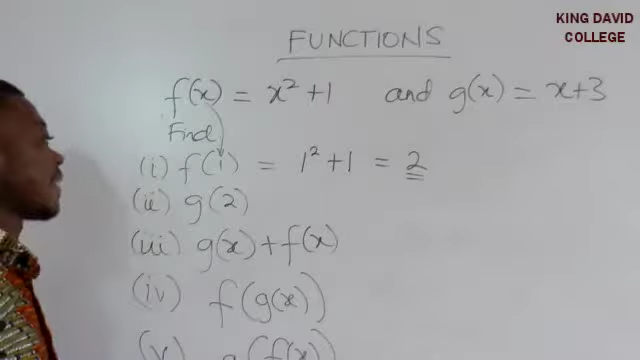 KING DAVID
COLLEGE
FUNCTIONS
f(x) = x² + 1 and g(x) = x + 3
Find
(i) f(1) = 1² + 1 = 2
(ii) g(2)
(iii) g(x) + f(x)
(iv) f(g(x))
(v) g(f(x))